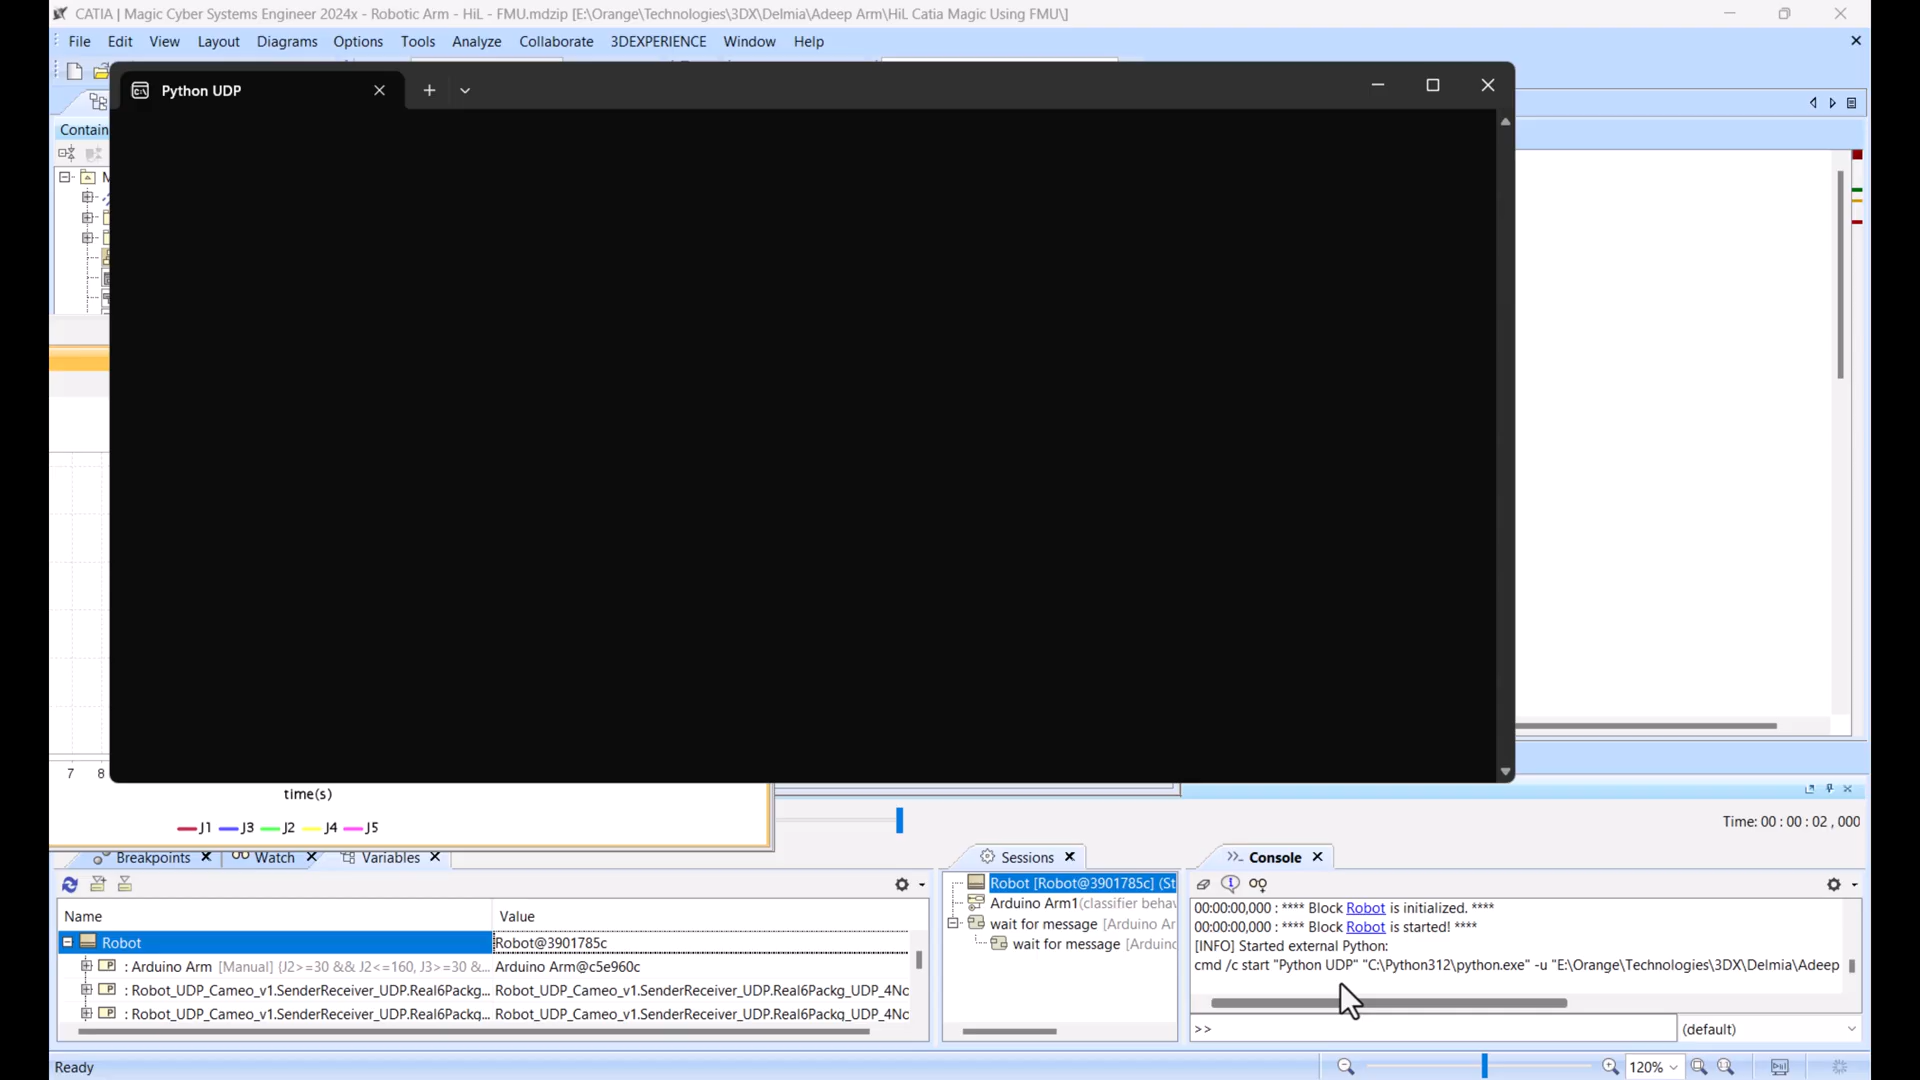 CATIA | Magic Cyber Systems Engineer 2024x - Robotic Arm - HiL - FMU.mdzip [E:\Orange\Technologies\3DX\Delmia\Adeep Arm\HiL Catia Magic Using FMU\]
File Edit View Layout Diagrams Options Tools Analyze Collaborate 3DEXPERIENCE Window Help
Python UDP
Contain
7 8
time(s)
J1 J3 J2 J4 J5
Time: 00 : 00 : 02 , 000
Breakpoints Watch Variables
Sessions
Console
Name Value
Robot Robot@3901785c
: Arduino Arm [Manual] {J2>=30 && J2<=160, J3>=30 &... Arduino Arm@c5e960c
: Robot_UDP_Cameo_v1.SenderReceiver_UDP.Real6Packg... Robot_UDP_Cameo_v1.SenderReceiver_UDP.Real6Packg_UDP_4Nc
: Robot_UDP_Cameo_v1.SenderReceiver_UDP.Real6Packg... Robot_UDP_Cameo_v1.SenderReceiver_UDP.Real6Packg_UDP_4Nc
Robot [Robot@3901785c] (St
Arduino Arm1(classifier behav
wait for message [Arduino Ar
wait for message [Arduinc
00:00:00,000 : **** Block Robot is initialized. ****
00:00:00,000 : **** Block Robot is started! ****
[INFO] Started external Python:
cmd /c start "Python UDP" "C:\Python312\python.exe" -u "E:\Orange\Technologies\3DX\Delmia\Adeep
>> (default)
Ready
120%